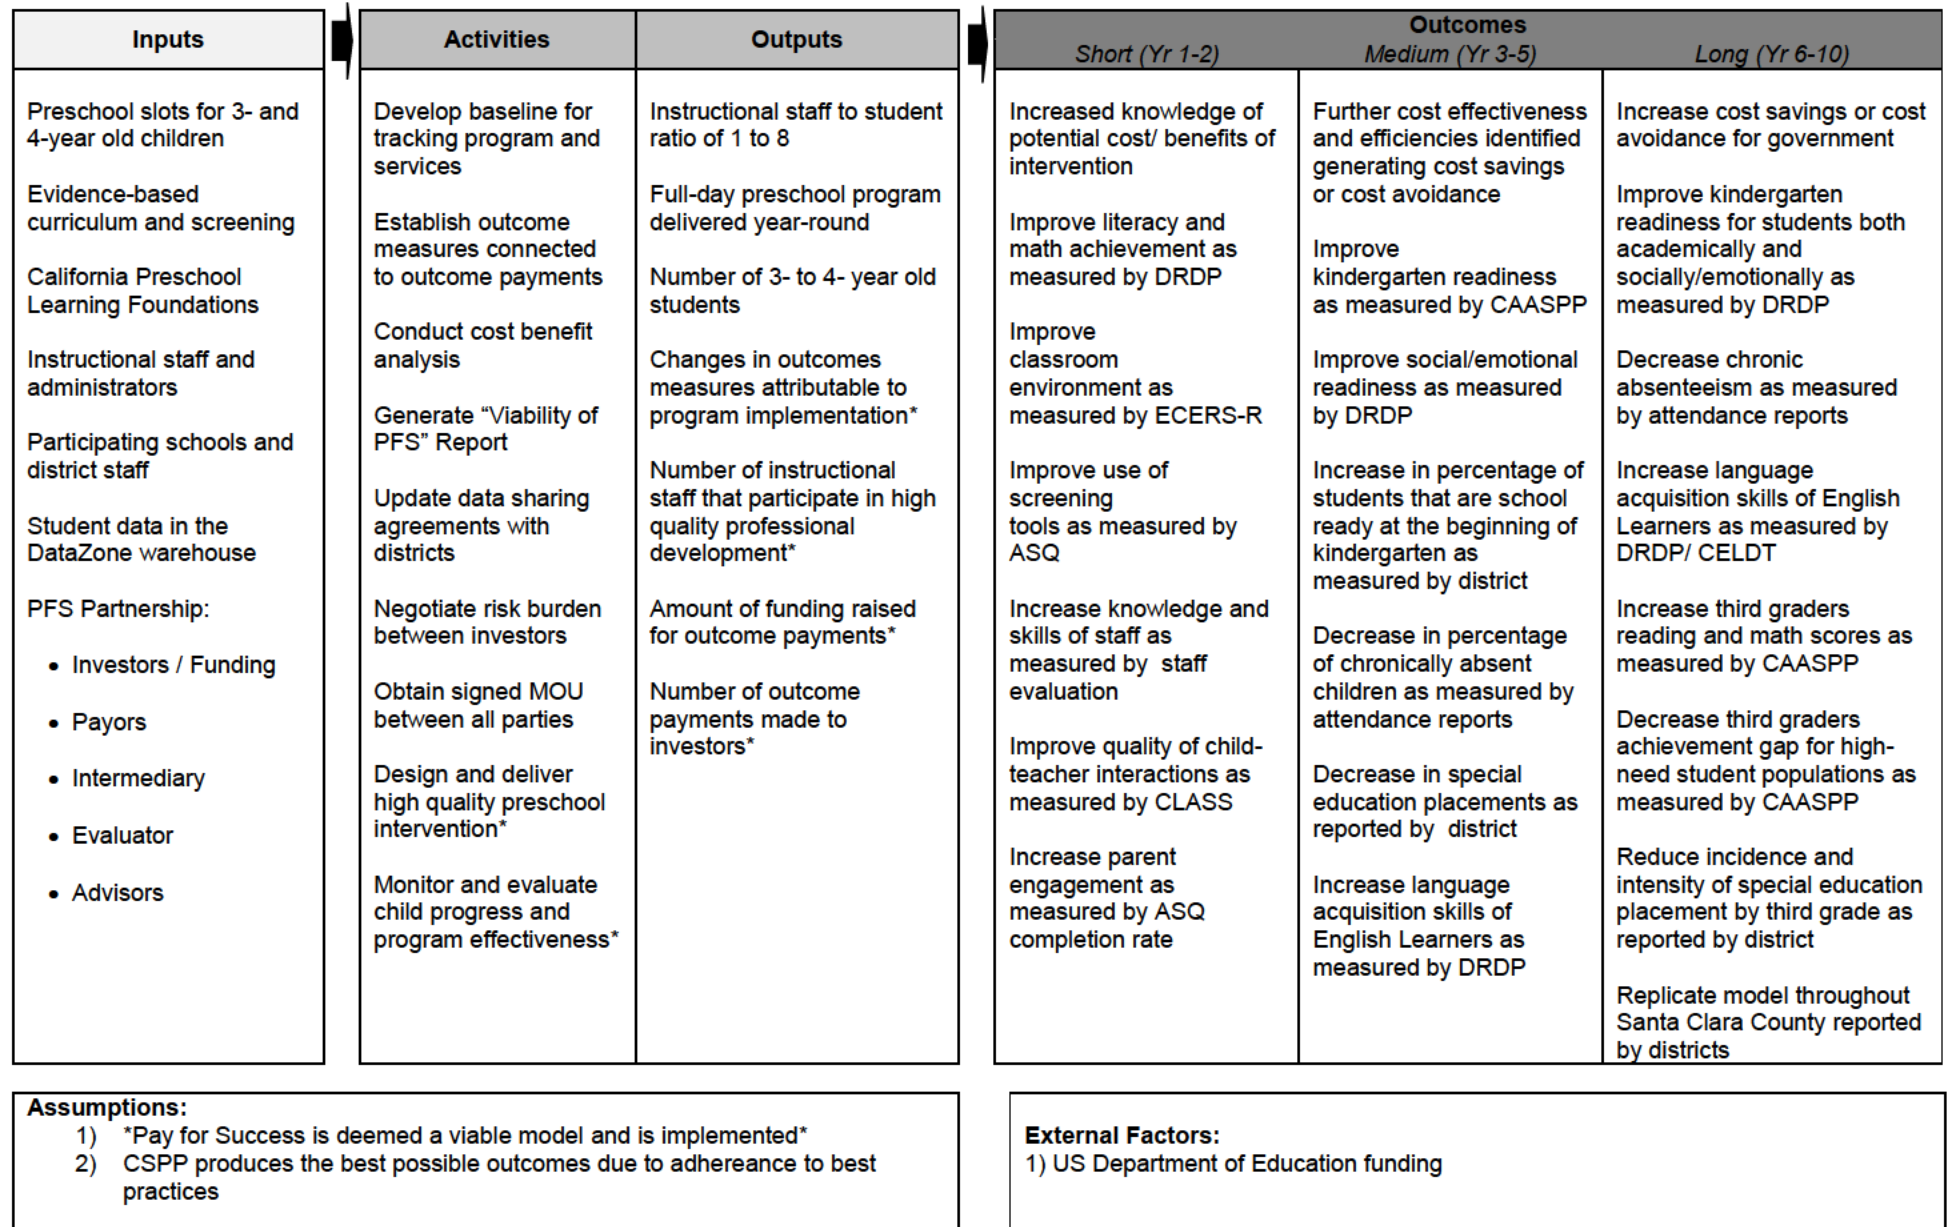 Inputs
Preschool slots for 3- and
4-year old children
Evidence-based
curriculum and screening
California Preschool
Learning Foundations
Instructional staff and
administrators
Participating schools and
district staff
Student data in the
DataZone warehouse
PFS Partnership:
• Investors / Funding
• Payors
• Intermediary
• Evaluator
• Advisors
Activities
Develop baseline for
tracking program and
services
Establish outcome
measures connected
to outcome payments
Conduct cost benefit
analysis
Generate “Viability of
PFS” Report
Update data sharing
agreements with
districts
Negotiate risk burden
between investors
Obtain signed MOU
between all parties
Design and deliver
high quality preschool
intervention*
Monitor and evaluate
child progress and
program effectiveness*
Outputs
Instructional staff to student
ratio of 1 to 8
Full-day preschool program
delivered year-round
Number of 3- to 4- year old
students
Changes in outcomes
measures attributable to
program implementation*
Number of instructional
staff that participate in high
quality professional
development*
Amount of funding raised
for outcome payments*
Number of outcome
payments made to
investors*
Outcomes
Short (Yr 1-2)
Increased knowledge of
potential cost/ benefits of
intervention
Improve literacy and
math achievement as
measured by DRDP
Improve
classroom
environment as
measured by ECERS-R
Improve use of
screening
tools as measured by
ASQ
Increase knowledge and
skills of staff as
measured by  staff
evaluation
Improve quality of child-
teacher interactions as
measured by CLASS
Increase parent
engagement as
measured by ASQ
completion rate
Medium (Yr 3-5)
Further cost effectiveness
and efficiencies identified
generating cost savings
or cost avoidance
Improve
kindergarten readiness
as measured by CAASPP
Improve social/emotional
readiness as measured
by DRDP
Increase in percentage of
students that are school
ready at the beginning of
kindergarten as
measured by district
Decrease in percentage
of chronically absent
children as measured by
attendance reports
Decrease in special
education placements as
reported by  district
Increase language
acquisition skills of
English Learners as
measured by DRDP
Long (Yr 6-10)
Increase cost savings or cost
avoidance for government
Improve kindergarten
readiness for students both
academically and
socially/emotionally as
measured by DRDP
Decrease chronic
absenteeism as measured
by attendance reports
Increase language
acquisition skills of English
Learners as measured by
DRDP/ CELDT
Increase third graders
reading and math scores as
measured by CAASPP
Decrease third graders
achievement gap for high-
need student populations as
measured by CAASPP
Reduce incidence and
intensity of special education
placement by third grade as
reported by district
Replicate model throughout
Santa Clara County reported
by districts
Assumptions:
1) *Pay for Success is deemed a viable model and is implemented*
2) CSPP produces the best possible outcomes due to adhereance to best
practices
External Factors:
1) US Department of Education funding